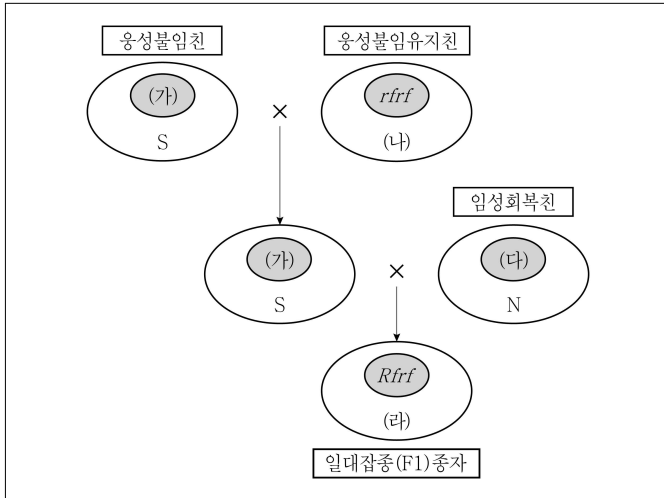 웅성불임친 웅성불임유지친
(가) rfrf
×
S (나)
임성회복친
(가) (다)
×
S N
Rfrf
(라)
일대잡종(F1)종자